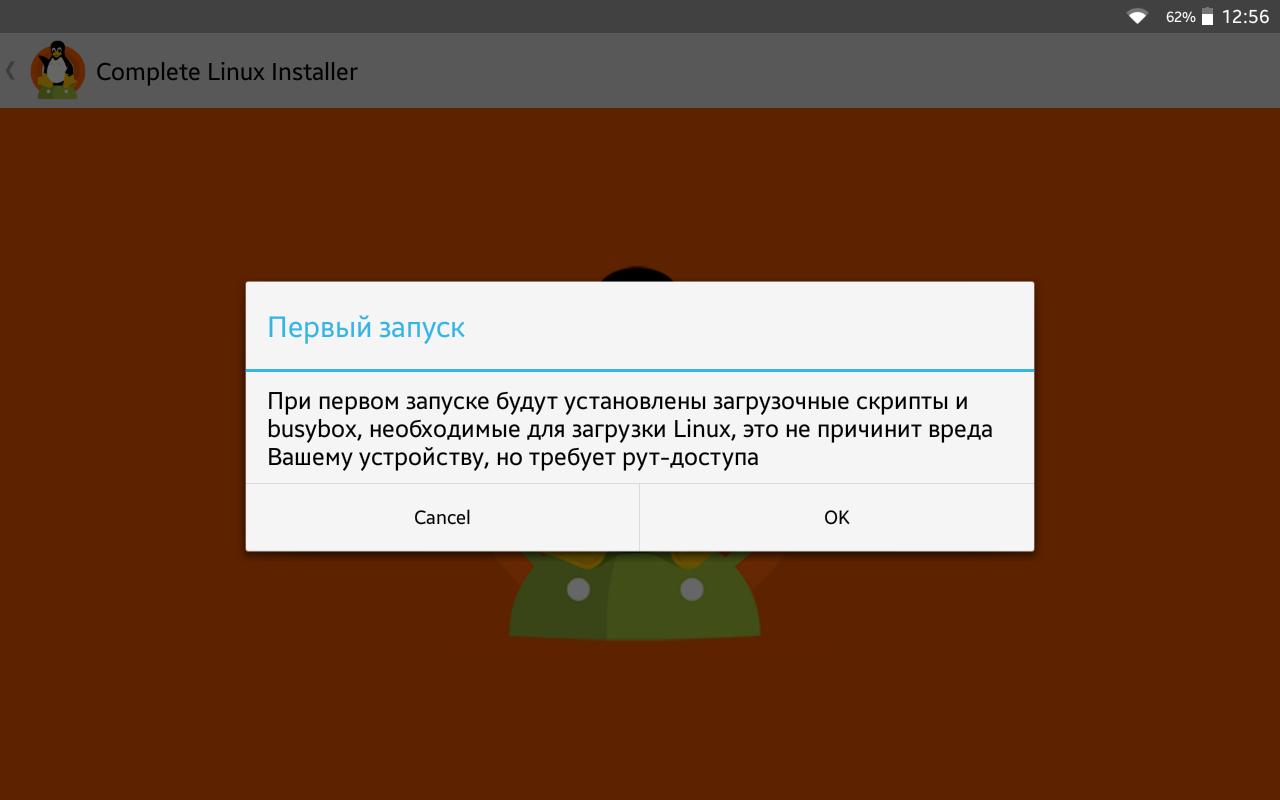 62% 12:56
Complete Linux Installer
Первый запуск
При первом запуске будут установлены загрузочные скрипты и
busybox, необходимые для загрузки Linux, это не причинит вреда
Вашему устройству, но требует рут-доступа
Cancel OK